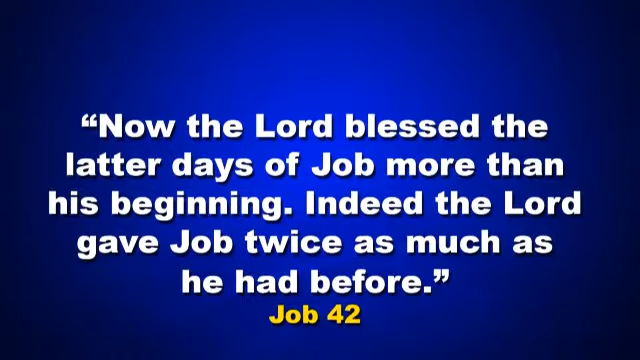 “Now the Lord blessed the
latter days of Job more than
his beginning. Indeed the Lord
gave Job twice as much as
he had before.”
Job 42